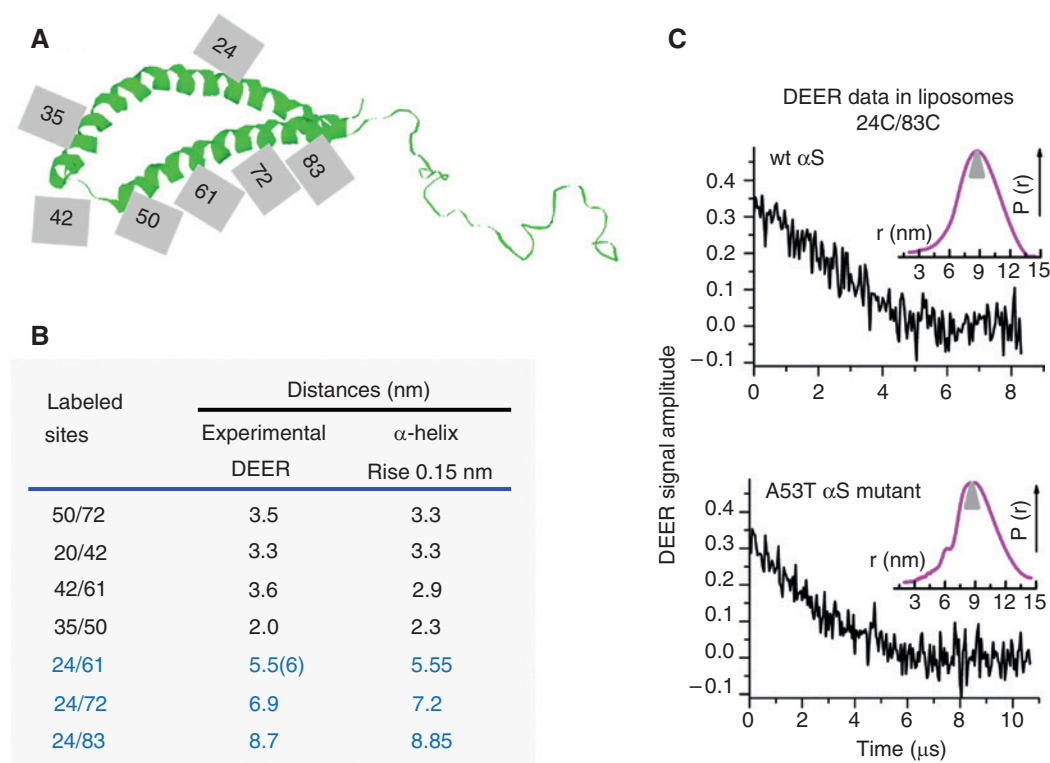 A
24
35
42
50
61
72
83
B
Labeled sites
Distances (nm)
Experimental DEER
α-helix Rise 0.15 nm
50/72 3.5 3.3
20/42 3.3 3.3
42/61 3.6 2.9
35/50 2.0 2.3
24/61 5.5(6) 5.55
24/72 6.9 7.2
24/83 8.7 8.85
C
DEER data in liposomes
24C/83C
wt αS
P (r)
r (nm)
3 6 9 12 15
0.4
0.3
0.2
0.1
0.0
−0.1
0 2 4 6 8
DEER signal amplitude
A53T αS mutant
P (r)
r (nm)
3 6 9 12 15
0.4
0.3
0.2
0.1
0.0
−0.1
0 2 4 6 8 10
Time (μs)